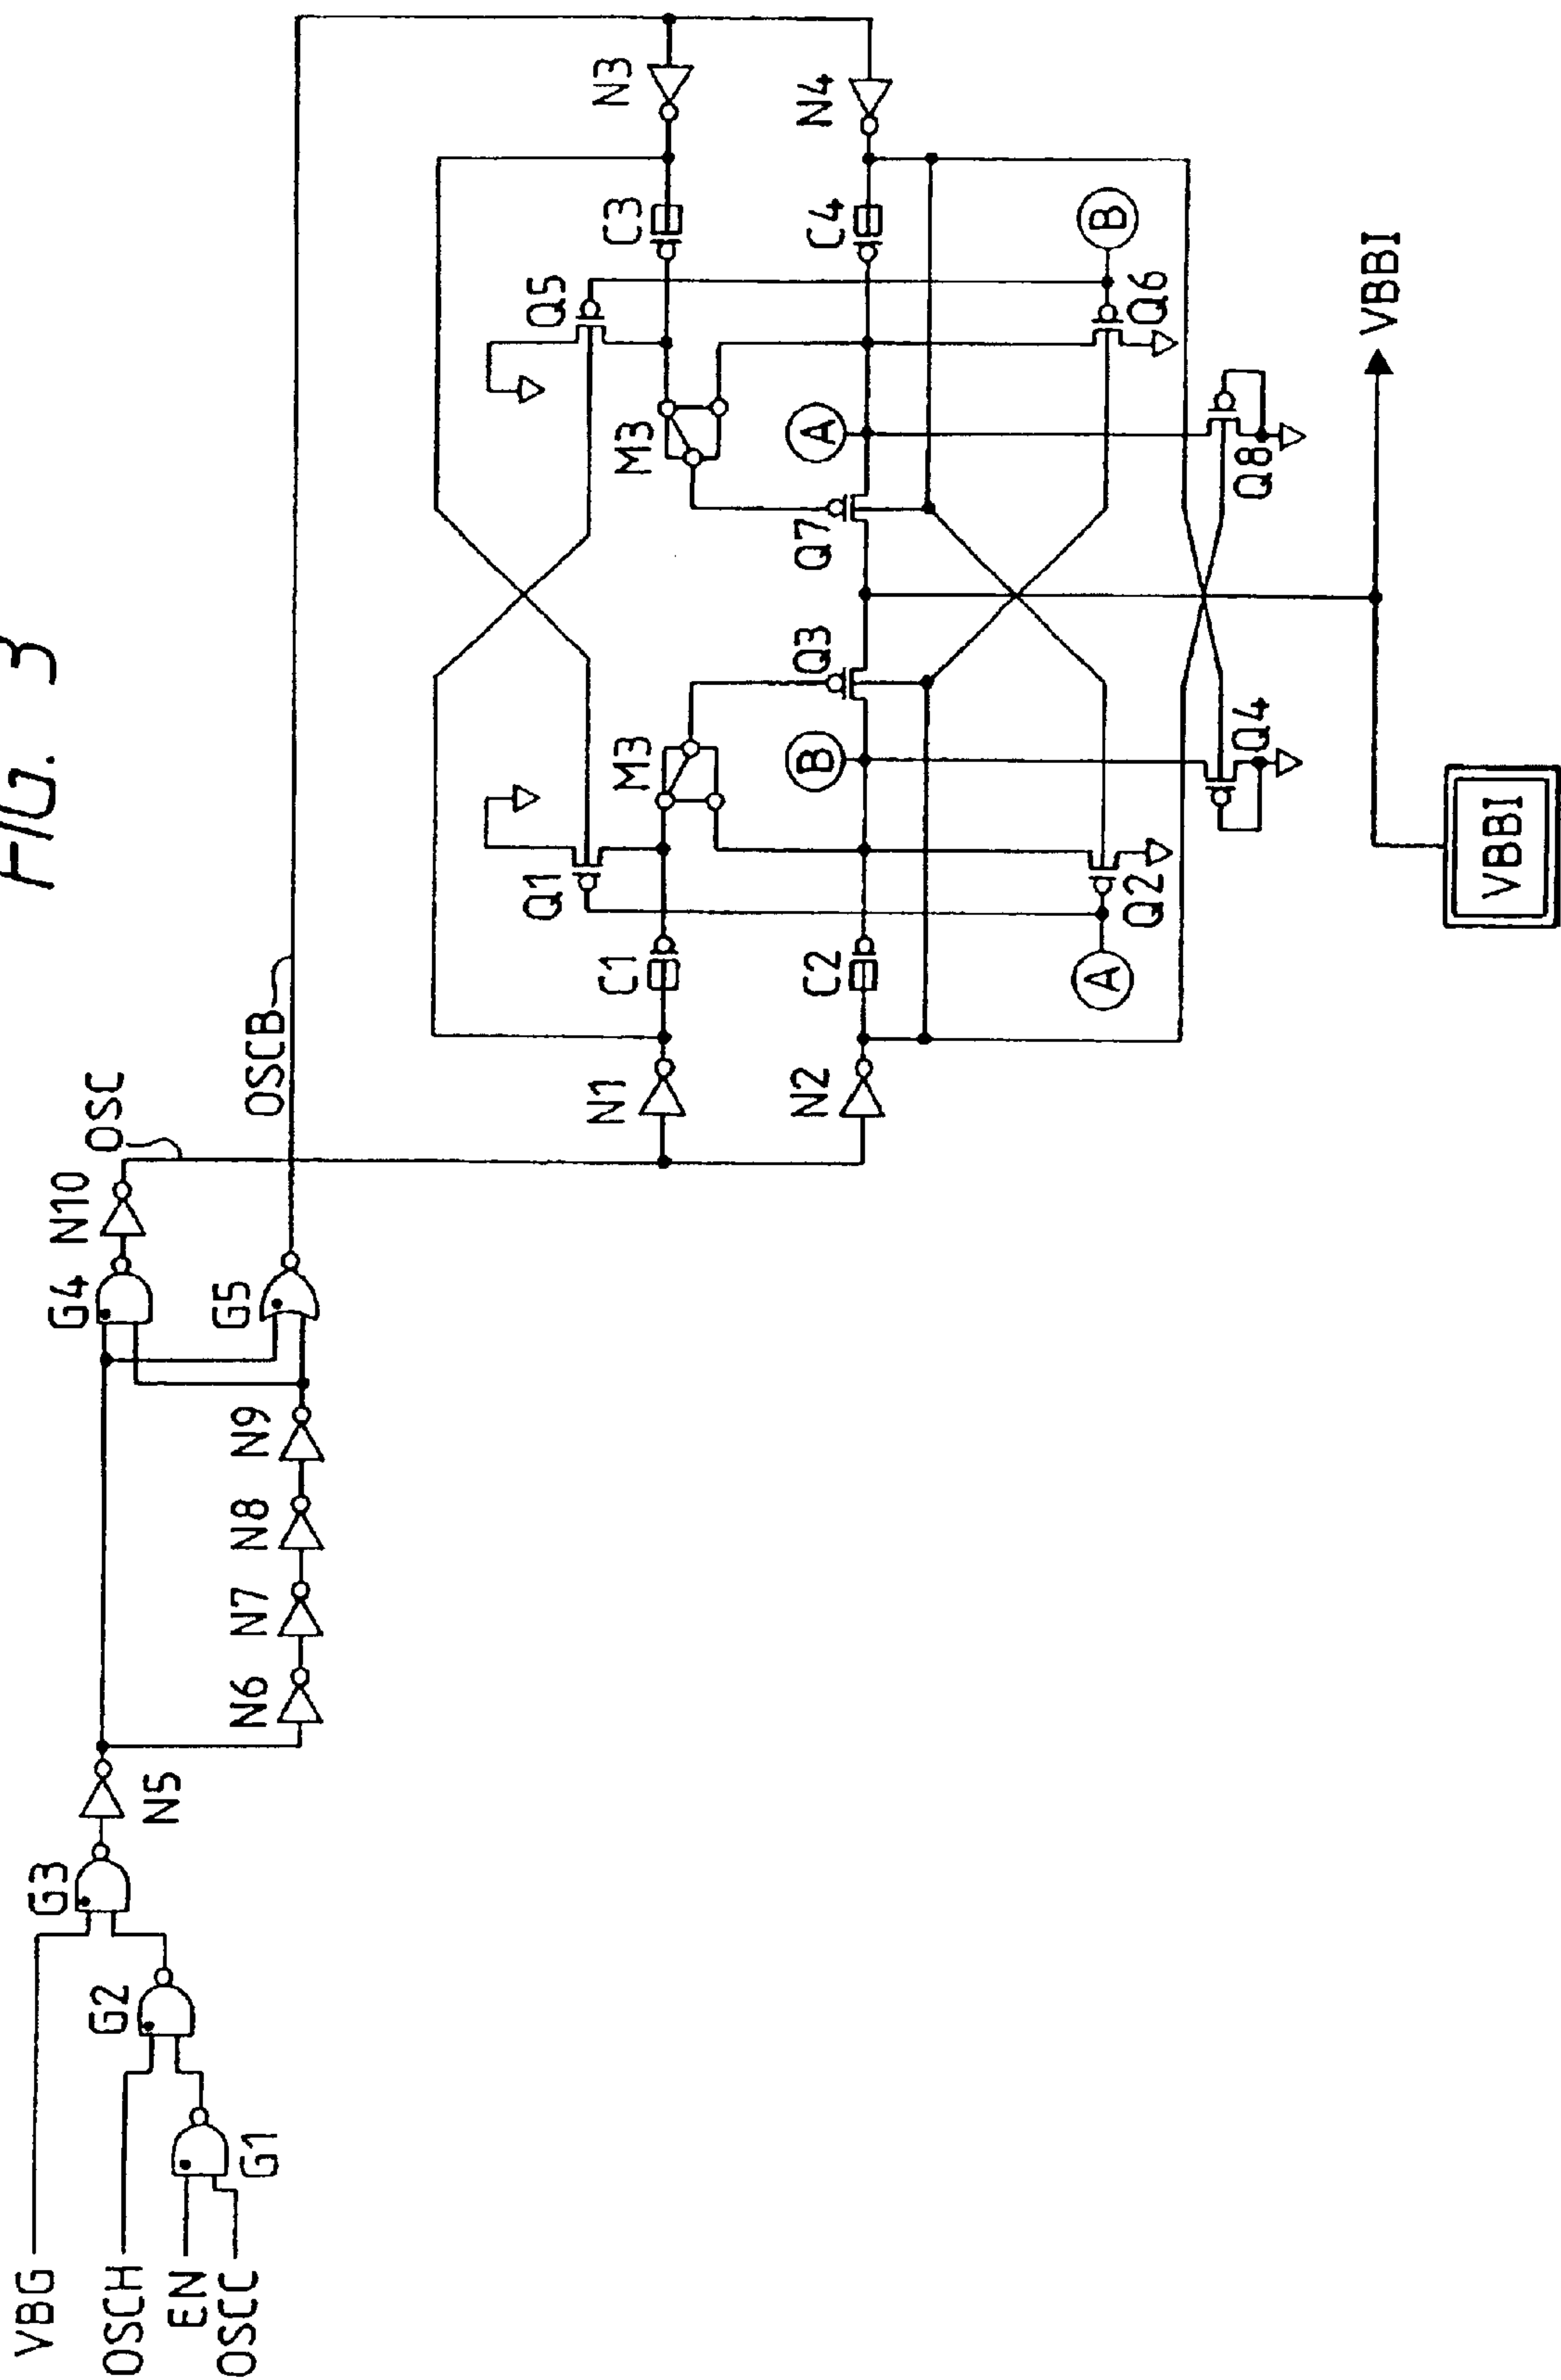 FIG. 3
VBG
OSCH
EN
OSCC
G1
G2
G3
N5
N6
N7
N8
N9
G4
G5
N10
OSC
OSCB
N1
N2
C1
C2
Q1
A
Q2
M3
B
Q4
Q3
Q7
M3
A
Q8
Q5
Q6
B
C3
C4
N3
N4
VBBI
VBBI